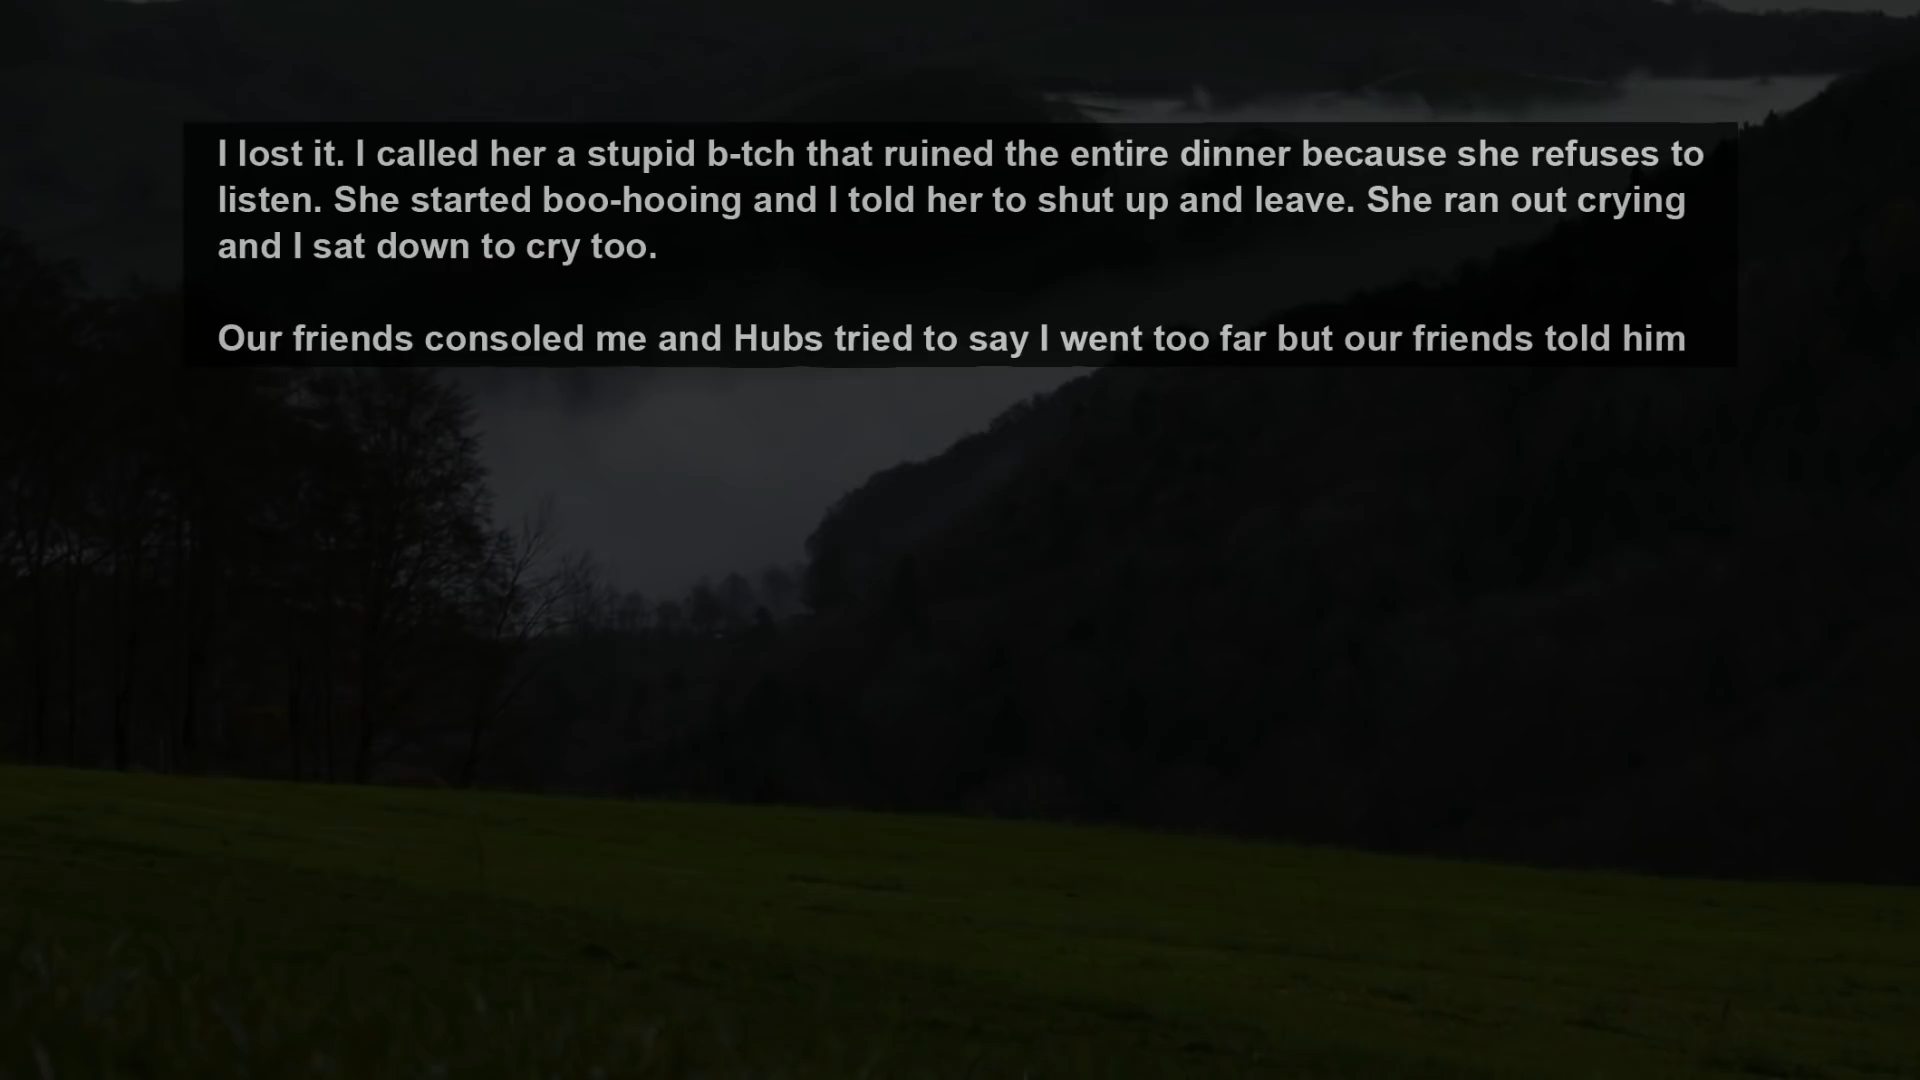 I lost it. I called her a stupid b-tch that ruined the entire dinner because she refuses to
listen. She started boo-hooing and I told her to shut up and leave. She ran out crying
and I sat down to cry too.
Our friends consoled me and Hubs tried to say I went too far but our friends told him